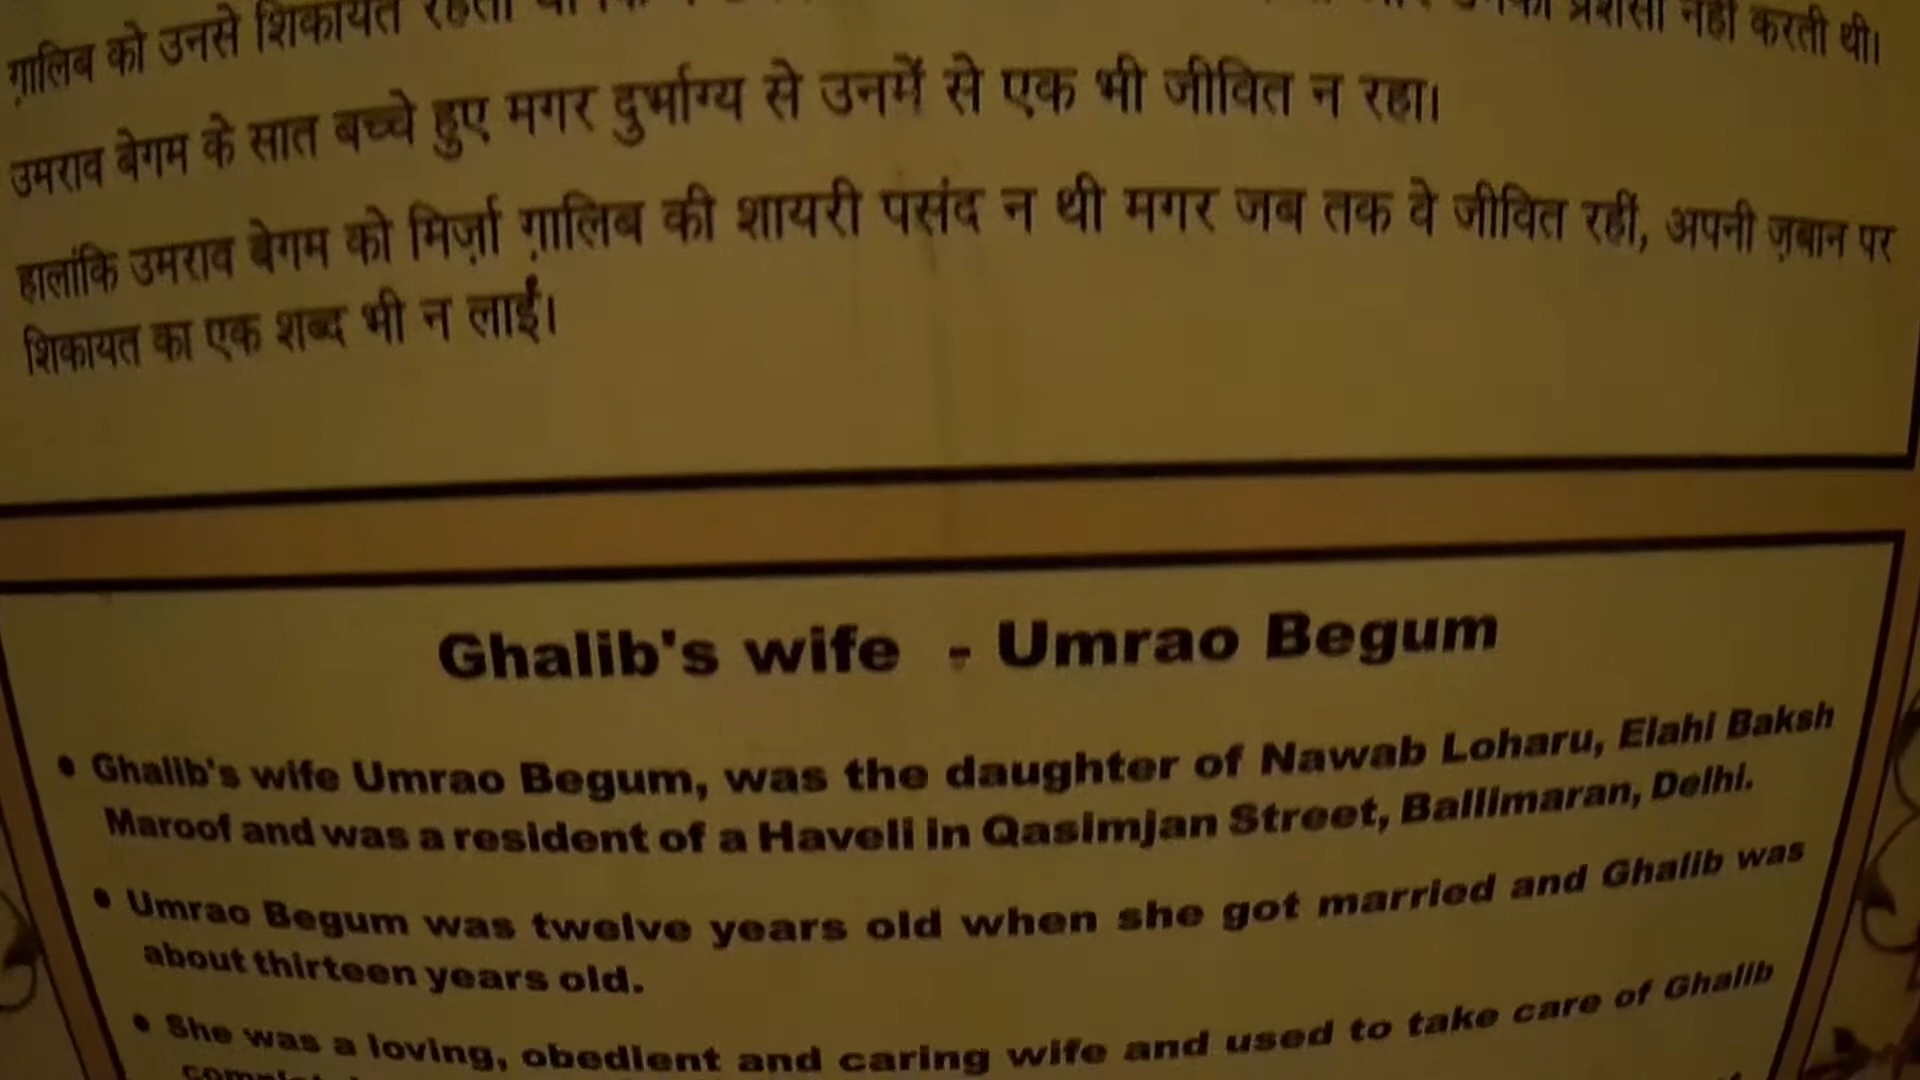 ग़ालिब को उनसे शिकायत रहती थी प्रशंसा नहीं करती थी।
उमराव बेगम के सात बच्चे हुए मगर दुर्भाग्य से उनमें से एक भी जीवित न रहा।
हालांकि उमराव बेगम को मिर्ज़ा ग़ालिब की शायरी पसंद न थी मगर जब तक वे जीवित रहीं, अपनी ज़बान पर
शिकायत का एक शब्द भी न लाईं।
Ghalib's wife - Umrao Begum
• Ghalib's wife Umrao Begum, was the daughter of Nawab Loharu, Elahi Baksh
Maroof and was a resident of a Haveli in Qasimjan Street, Ballimaran, Delhi.
• Umrao Begum was twelve years old when she got married and Ghalib was
about thirteen years old.
• She was a loving, obedient and caring wife and used to take care of Ghalib